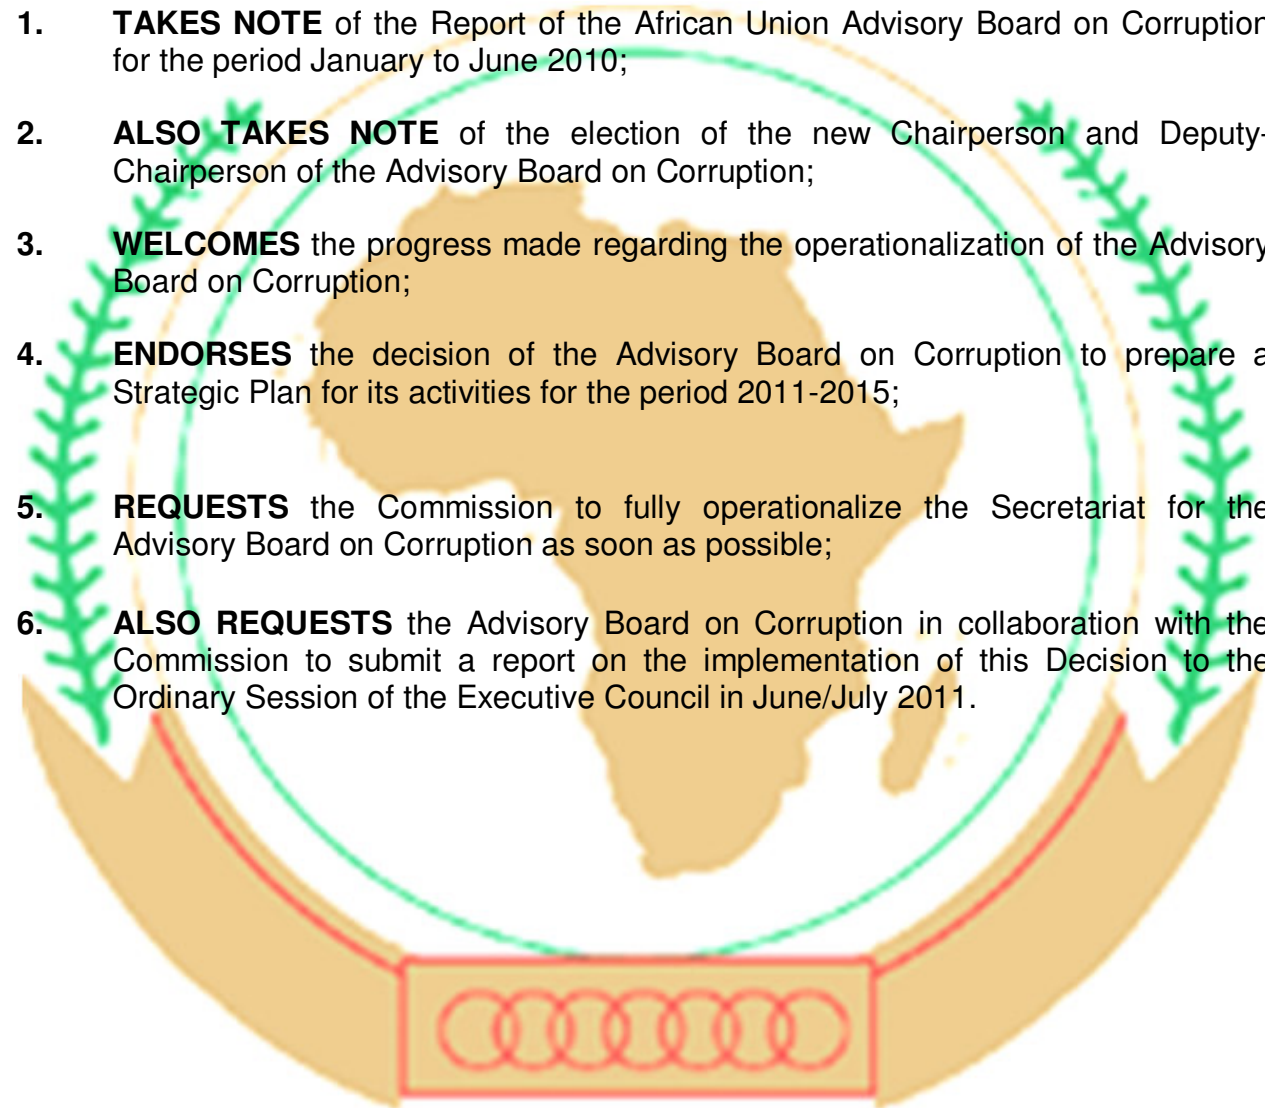 1. TAKES NOTE of the Report of the African Union Advisory Board on Corruption
for the period January to June 2010;
2. ALSO TAKES NOTE of the election of the new Chairperson and Deputy-
Chairperson of the Advisory Board on Corruption;
3. WELCOMES the progress made regarding the operationalization of the Advisory
Board on Corruption;
4. ENDORSES the decision of the Advisory Board on Corruption to prepare a
Strategic Plan for its activities for the period 2011-2015;
5. REQUESTS the Commission to fully operationalize the Secretariat for the
Advisory Board on Corruption as soon as possible;
6. ALSO REQUESTS the Advisory Board on Corruption in collaboration with the
Commission to submit a report on the implementation of this Decision to the
Ordinary Session of the Executive Council in June/July 2011.